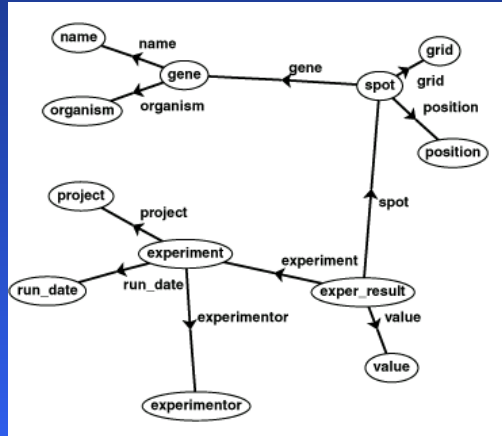 name
name
grid
gene
gene
spot
grid
organism
organism
position
position
project
project
spot
experiment
experiment
run_date
run_date
exper_result
experimentor
value
value
experimentor